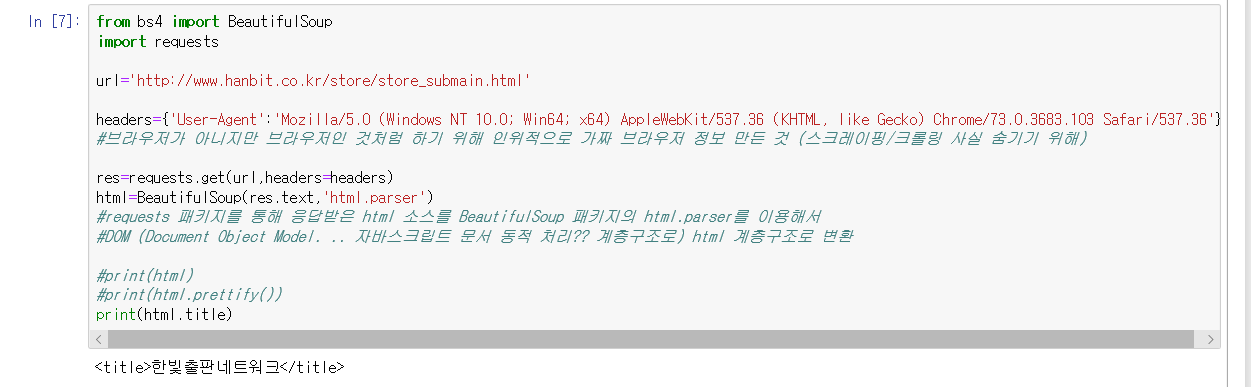 In [7]:
from bs4 import BeautifulSoup
import requests
url='http://www.hanbit.co.kr/store/store_submain.html'
headers={'User-Agent':'Mozilla/5.0 (Windows NT 10.0; Win64; x64) AppleWebKit/537.36 (KHTML, like Gecko) Chrome/73.0.3683.103 Safari/537.36'}
#브라우저가 아니지만 브라우저인 것처럼 하기 위해 인위적으로 가짜 브라우저 정보 만든 것 (스크레이핑/크롤링 사실 숨기기 위해)
res=requests.get(url,headers=headers)
html=BeautifulSoup(res.text,'html.parser')
#requests 패키지를 통해 응답받은 html 소스를 BeautifulSoup 패키지의 html.parser를 이용해서
#DOM (Document Object Model. .. 자바스크립트 문서 동적 처리?? 계층구조로) html 계층구조로 변환
#print(html)
#print(html.prettify())
print(html.title)
<title>한빛출판네트워크</title>